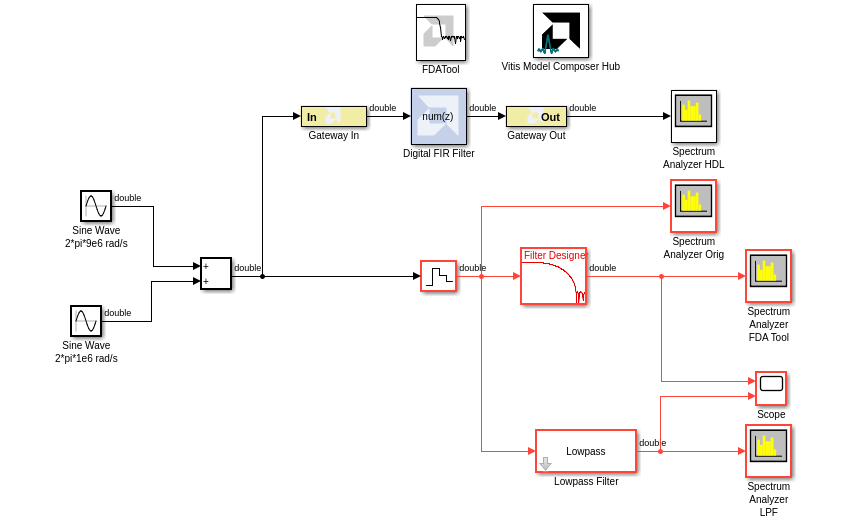 FDATool
Vitis Model Composer Hub
In
double
num(z)
double
Out
double
Gateway In
Digital FIR Filter
Gateway Out
Spectrum
Analyzer HDL
double
Sine Wave
2*pi*9e6 rad/s
Spectrum
Analyzer Orig
+
+
double
double
Filter Designe
double
double
Sine Wave
2*pi*1e6 rad/s
Spectrum
Analyzer
FDA Tool
Scope
Lowpass
double
Lowpass Filter
Spectrum
Analyzer
LPF